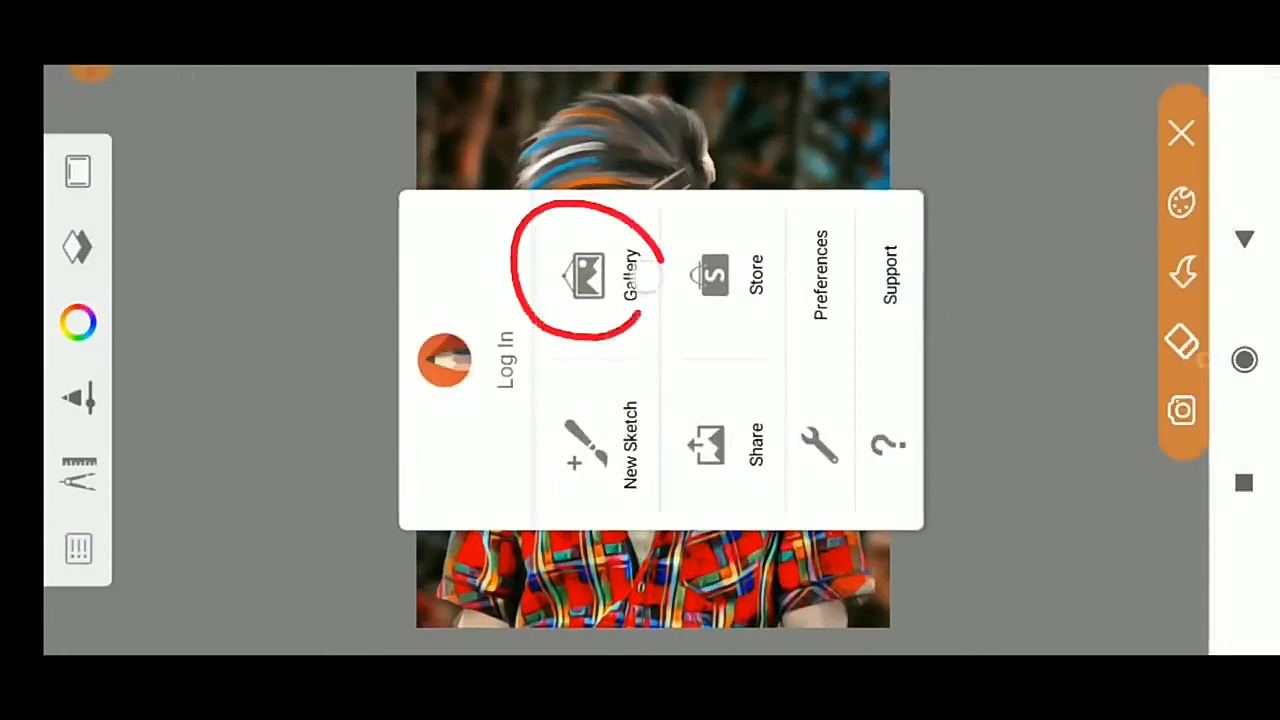 Log In
New Sketch
Gallery
Share
Store
Preferences
Support